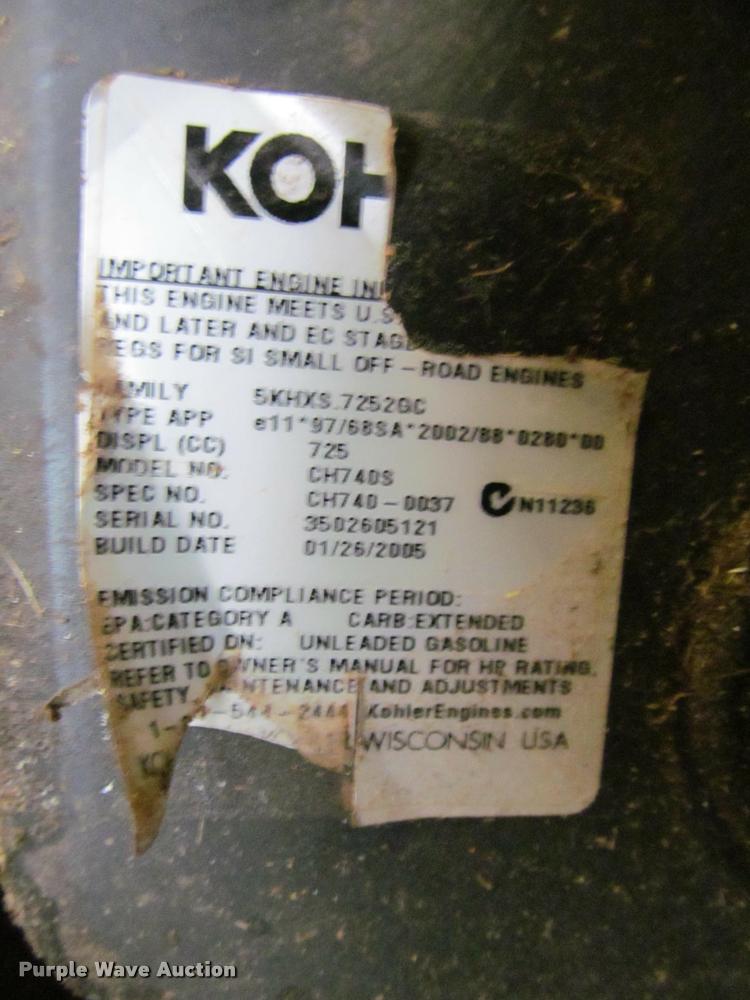 KOH
IMPORTANT ENGINE IN
THIS ENGINE MEETS U.S
AND LATER AND EC STAG
REGS FOR SI SMALL OFF – ROAD ENGINES
FAMILY 5KHXS.7252GC
TYPE APP e11*97/68SA*2002/88*0280*00
DISPL (CC) 725
MODEL NO. CH740S
SPEC NO. CH740 – 0037 N11236
SERIAL NO. 3502605121
BUILD DATE 01/26/2005
EMISSION COMPLIANCE PERIOD:
EPA:CATEGORY A CARB:EXTENDED
CERTIFIED ON: UNLEADED GASOLINE
REFER TO OWNER'S MANUAL FOR HP RATING,
SAFETY, NTENANCE AND ADJUSTMENTS
1- -544-2444 KohlerEngines.com
WISCONSIN USA
Purple Wave Auction